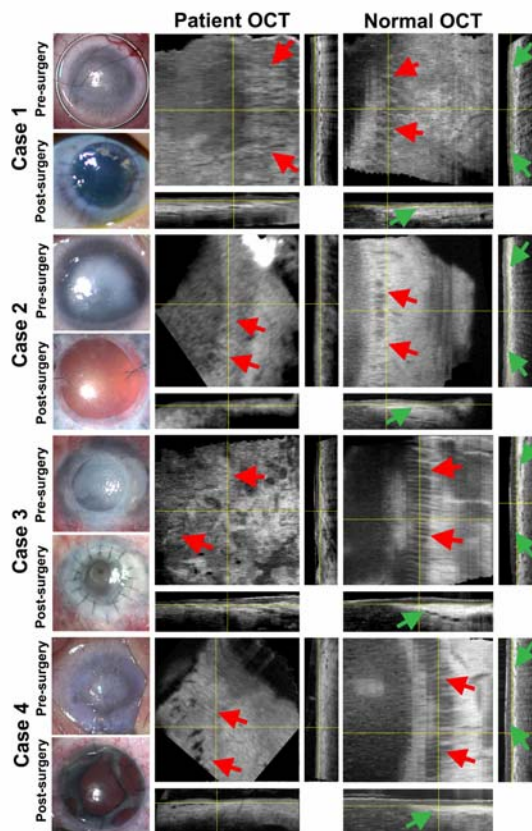 Patient OCT
Normal OCT
Case 1
Pre-surgery
Post-surgery
Case 2
Pre-surgery
Post-surgery
Case 3
Pre-surgery
Post-surgery
Case 4
Pre-surgery
Post-surgery